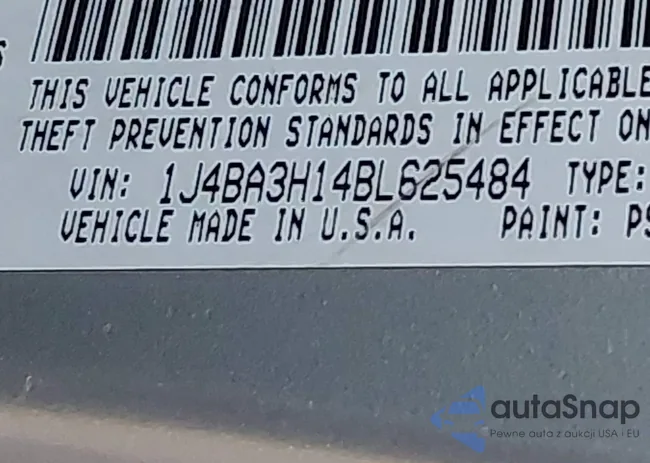 S
THIS VEHICLE CONFORMS TO ALL APPLICABLE
THEFT PREVENTION STANDARDS IN EFFECT ON
VIN: 1J4BA3H14BL625484 TYPE:
VEHICLE MADE IN U.S.A. PAINT: PS
autaSnap
Pewne auta z aukcji USA i EU